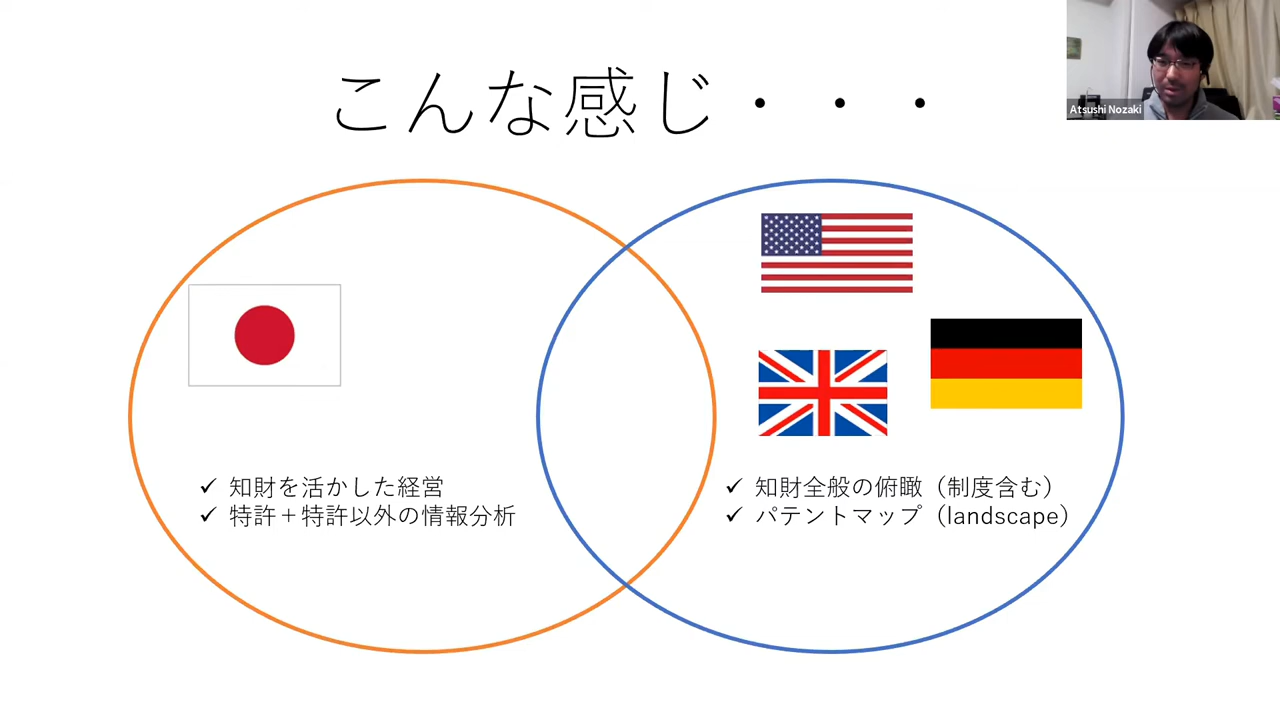 こんな感じ・・・
Atsushi Nozaki
✓ 知財を活かした経営
✓ 特許＋特許以外の情報分析
✓ 知財全般の俯瞰（制度含む）
✓ パテントマップ（landscape）